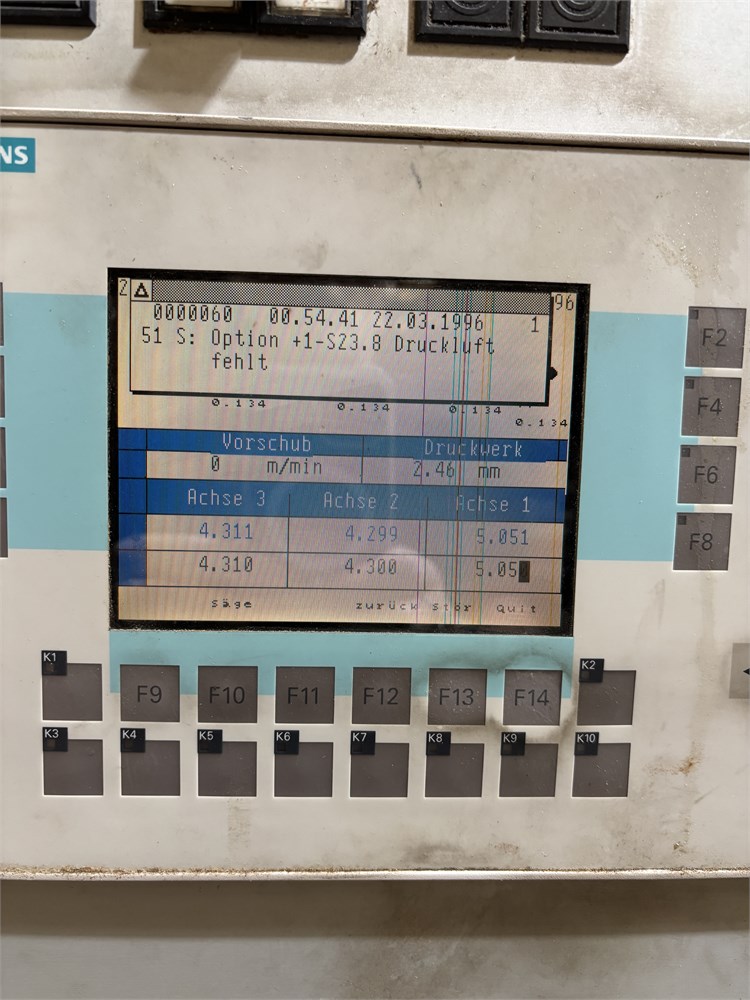 NS
2 96
0000060 00.54.41 22.03.1996 1
51 S: Option +1-S23.8 Druckluft
fehlt
0.134 0.134 0.134
0.134
Vorschub Druckwerk
0 m/min 2.46 mm
Achse 3 Achse 2 Achse 1
4.311 4.299 5.051
4.310 4.300 5.050
Säge zurück Stör Quit
F2
F4
F6
F8
K1 K2
F9 F10 F11 F12 F13 F14
K3 K4 K5 K6 K7 K8 K9 K10